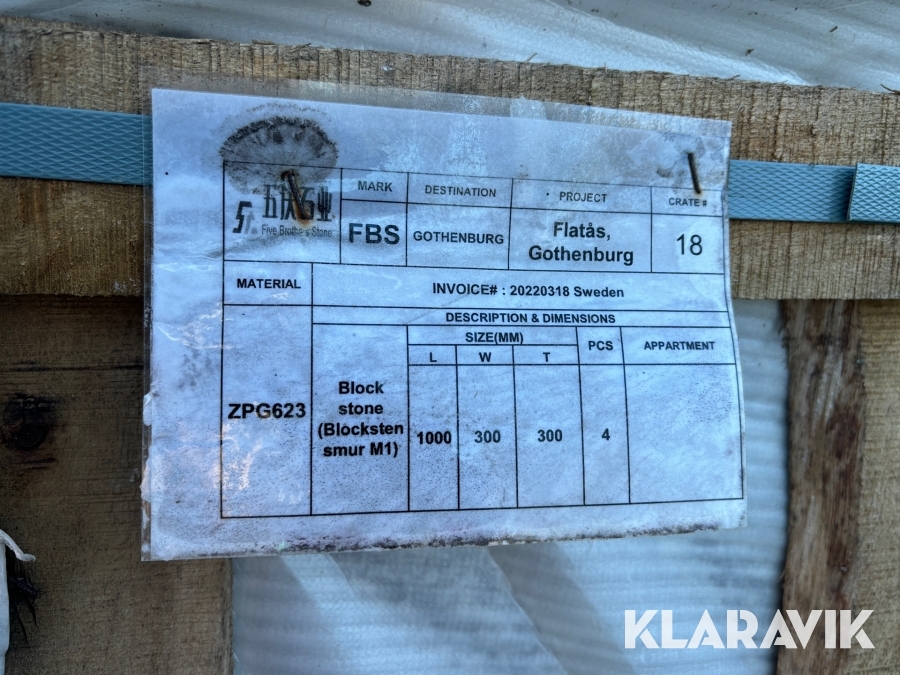 MARK
DESTINATION
PROJECT
CRATE #
Five Brothers Stone
FBS
GOTHENBURG
Flatås,
Gothenburg
18
MATERIAL
INVOICE# : 20220318 Sweden
DESCRIPTION & DIMENSIONS
SIZE(MM)
PCS
APPARTMENT
L
W
T
ZPG623
Block
stone
(Blocksten
smur M1)
1000
300
300
4
KLARAVIK